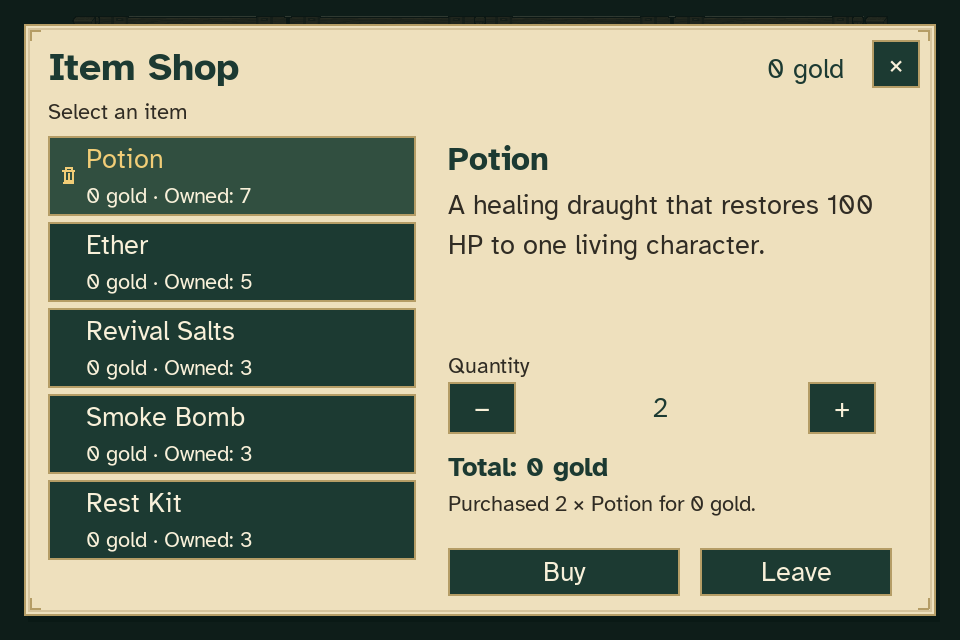 Item Shop
0 gold
×
Select an item
Potion
0 gold · Owned: 7
Ether
0 gold · Owned: 5
Revival Salts
0 gold · Owned: 3
Smoke Bomb
0 gold · Owned: 3
Rest Kit
0 gold · Owned: 3
Potion
A healing draught that restores 100
HP to one living character.
Quantity
− 2 +
Total: 0 gold
Purchased 2 × Potion for 0 gold.
Buy
Leave